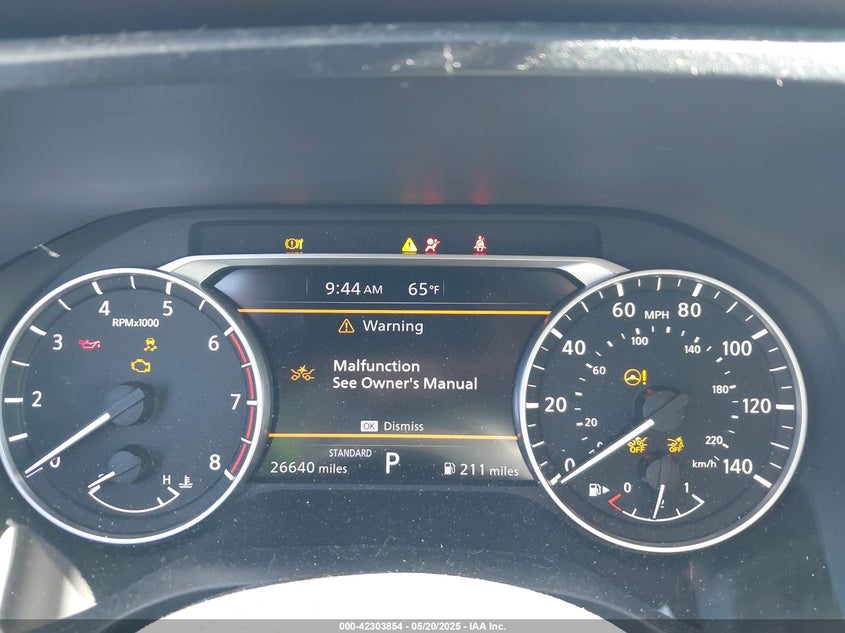 9:44 AM 65°F
Warning
Malfunction
See Owner's Manual
OK Dismiss
STANDARD
26640 miles P 211 miles
RPMx1000
0
2
3
4
5
6
7
8
H
MPH
0
20
40
60
80
100
120
140
20
60
100
140
180
220
km/h
OFF
OFF
0
1
000-42303854 - 05/20/2025 - IAA Inc.